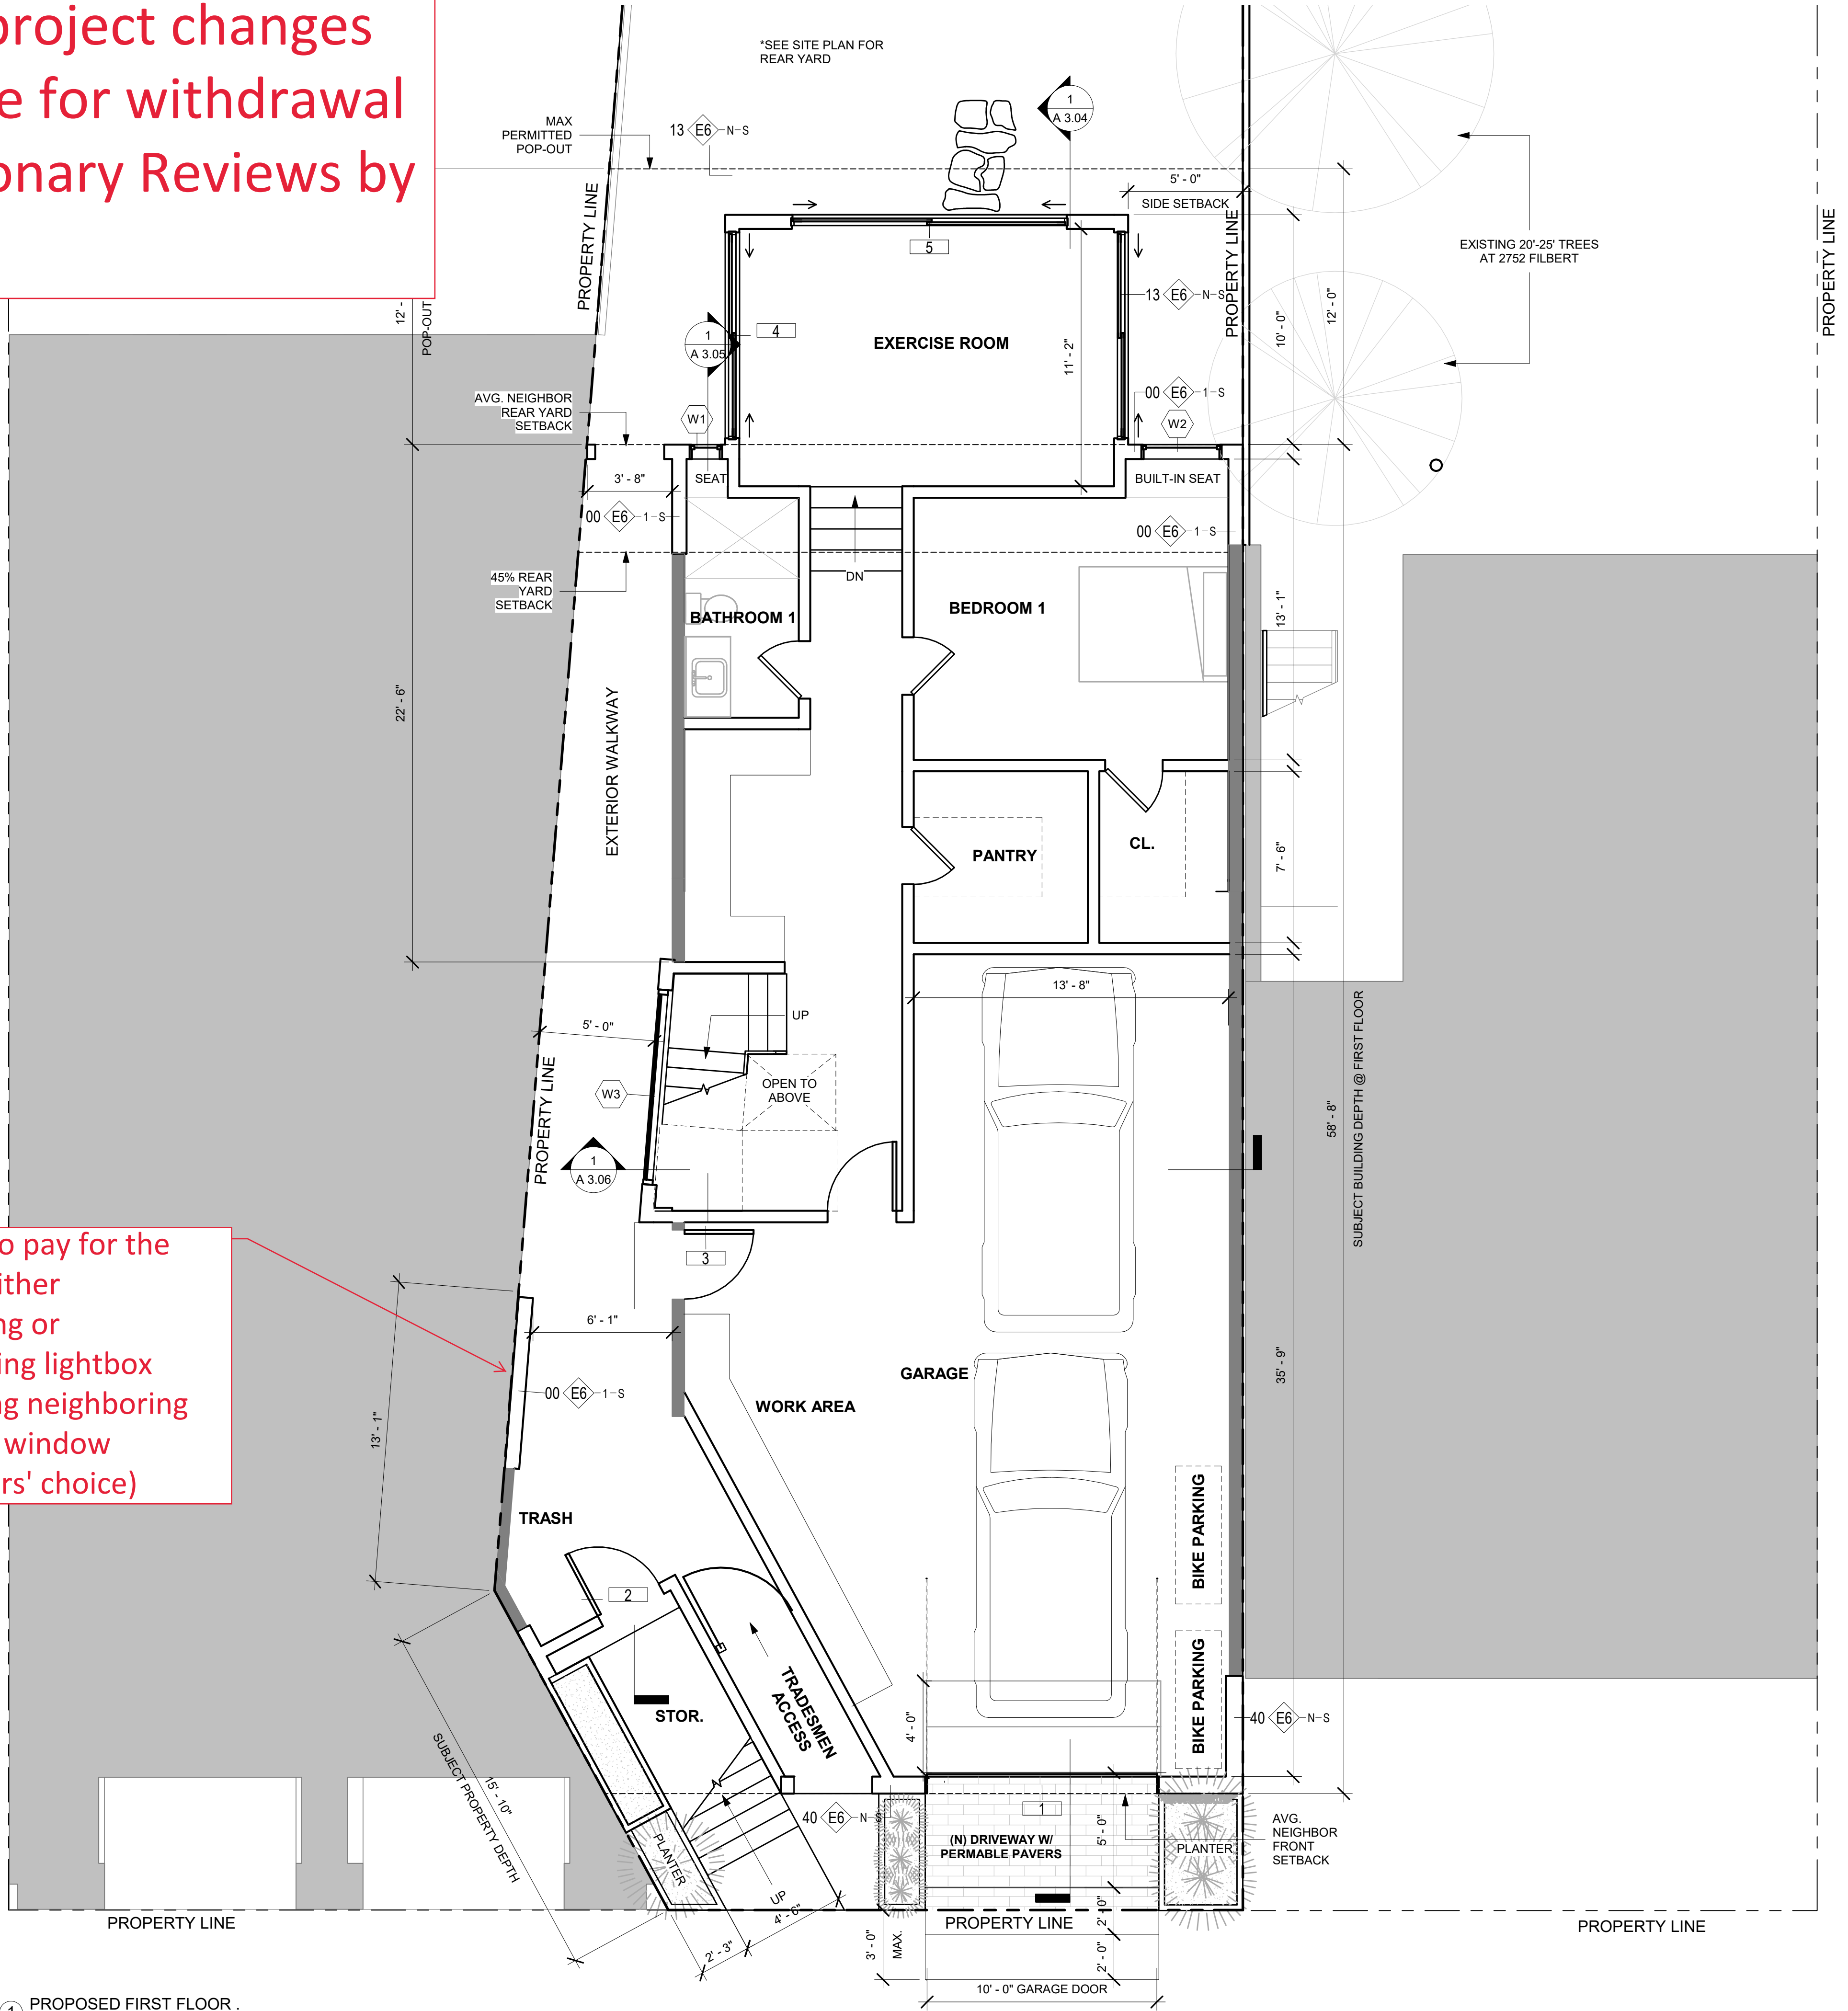 project changes
e for withdrawal
onary Reviews by
*SEE SITE PLAN FOR
REAR YARD
MAX
PERMITTED
POP-OUT
13 E6 N-S
1
A 3.04
5' - 0"
SIDE SETBACK
PROPERTY LINE
PROPERTY LINE
PROPERTY LINE
EXISTING 20'-25' TREES
AT 2752 FILBERT
5
4
1
A 3.05
EXERCISE ROOM
11' - 2"
13 E6 N-S
10' - 0"
12' - 0"
12' -
POP-OUT
AVG. NEIGHBOR
REAR YARD
SETBACK
W1
00 E6 1-S
W2
3' - 8"
SEAT
BUILT-IN SEAT
00 E6 1-S
00 E6 1-S
DN
45% REAR
YARD
SETBACK
BATHROOM 1
BEDROOM 1
13' - 1"
22' - 6"
EXTERIOR WALKWAY
PANTRY
CL.
7' - 6"
13' - 8"
5' - 0"
UP
W3
OPEN TO
ABOVE
PROPERTY LINE
1
A 3.06
58' - 8"
SUBJECT BUILDING DEPTH @ FIRST FLOOR
o pay for the
ither
ng or
ing lightbox
ng neighboring
window
rs' choice)
3
6' - 1"
00 E6 1-S
13' - 1"
GARAGE
WORK AREA
35' - 9"
TRASH
2
BIKE PARKING
BIKE PARKING
STOR.
TRADESMEN
ACCESS
4' - 0"
40 E6 N-S
SUBJECT PROPERTY DEPTH
15' - 10"
40 E6 N-S
1
(N) DRIVEWAY W/
PERMABLE PAVERS
5' - 0"
PLANTER
PLANTER
AVG.
NEIGHBOR
FRONT
SETBACK
UP
4' - 6"
2' - 3"
PROPERTY LINE
PROPERTY LINE
PROPERTY LINE
2' - 0"
3' - 0"
MAX.
2' - 0"
10' - 0" GARAGE DOOR
1
PROPOSED FIRST FLOOR .